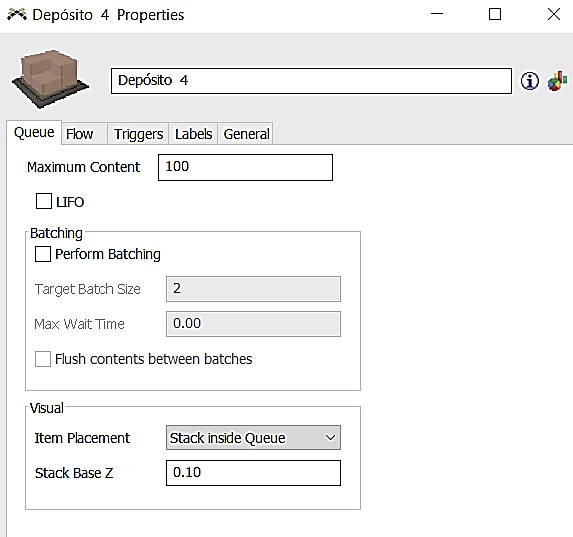 Depósito 4 Properties
Depósito 4
Queue Flow Triggers Labels General
Maximum Content 100
LIFO
Batching
Perform Batching
Target Batch Size 2
Max Wait Time 0.00
Flush contents between batches
Visual
Item Placement Stack inside Queue
Stack Base Z 0.10